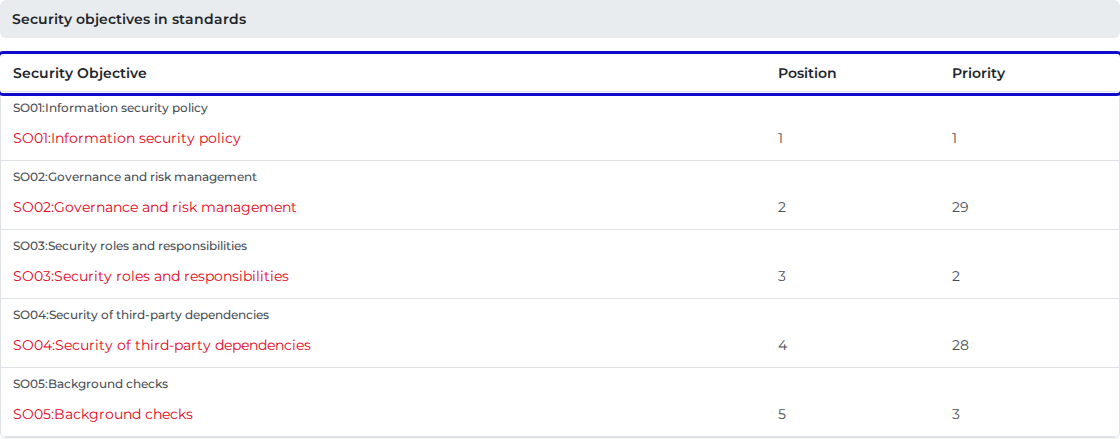 Security objectives in standards
Security Objective Position Priority
SO01:Information security policy
SO01:Information security policy 1 1
SO02:Governance and risk management
SO02:Governance and risk management 2 29
SO03:Security roles and responsibilities
SO03:Security roles and responsibilities 3 2
SO04:Security of third-party dependencies
SO04:Security of third-party dependencies 4 28
SO05:Background checks
SO05:Background checks 5 3